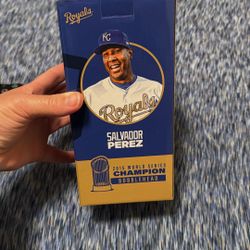 Royals
KC
Royals
SALVADOR
PEREZ
2015 WORLD SERIES
CHAMPION
BOBBLEHEAD